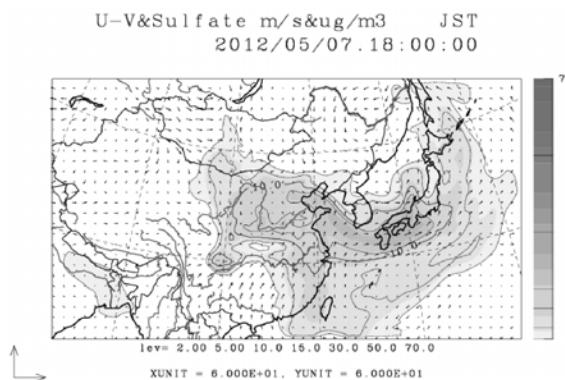 U-V&Sulfate m/s&ug/m3 JST
2012/05/07.18:00:00
7
10.0
10.0
lev= 2.00 5.00 10.0 15.0 30.0 50.0 70.0
XUNIT = 6.000E+01, YUNIT = 6.000E+01